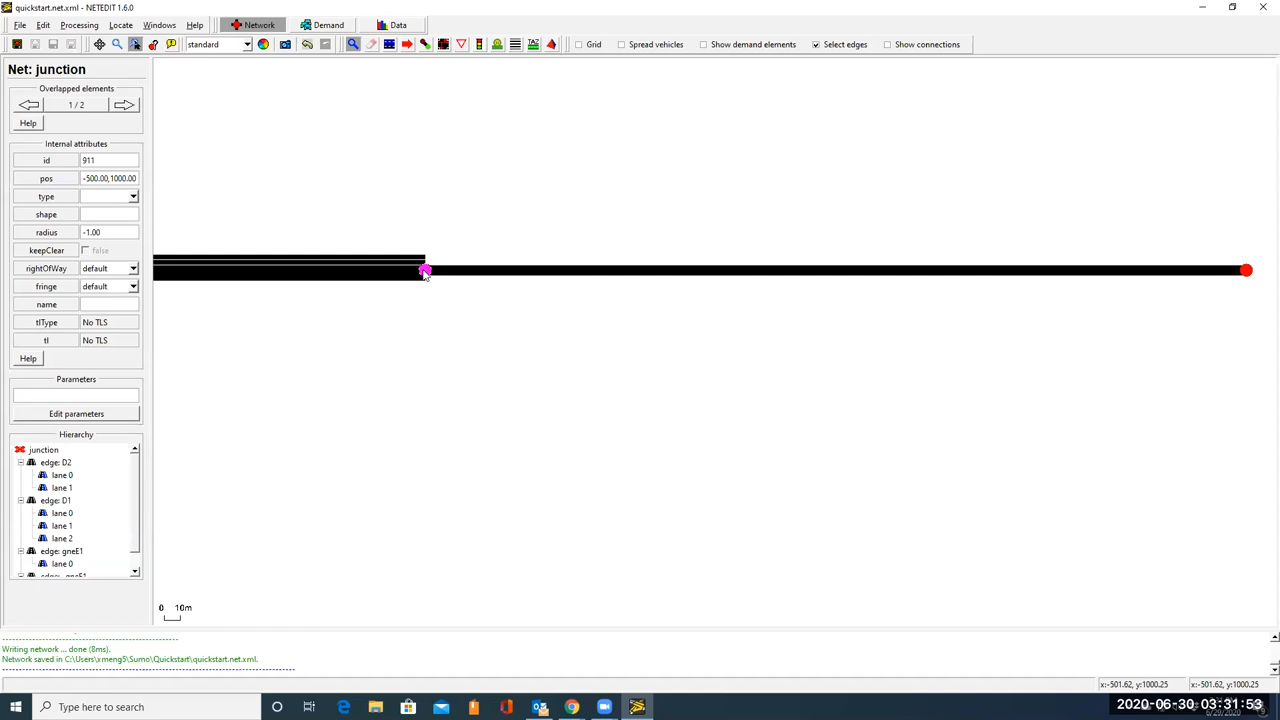 quickstart.net.xml - NETEDIT 1.6.0
File Edit Processing Locate Windows Help Network Demand Data
standard Grid Spread vehicles Show demand elements Select edges Show connections
Net: junction
Overlapped elements
1 / 2
Help
Internal attributes
id 911
pos -500.00,1000.00
type
shape
radius -1.00
keepClear false
rightOfWay default
fringe default
name
tlType No TLS
tl No TLS
Help
Parameters
Edit parameters
Hierarchy
junction
edge: D2
lane 0
lane 1
edge: D1
lane 0
lane 1
lane 2
edge: gneE1
lane 0
0 10m
Writing network ... done (8ms).
Network saved in C:\Users\xmeng5\Sumo\Quickstart\quickstart.net.xml.
x:-501.62, y:1000.25 x:-501.62, y:1000.25
Type here to search
2020-06-30 03:31:53